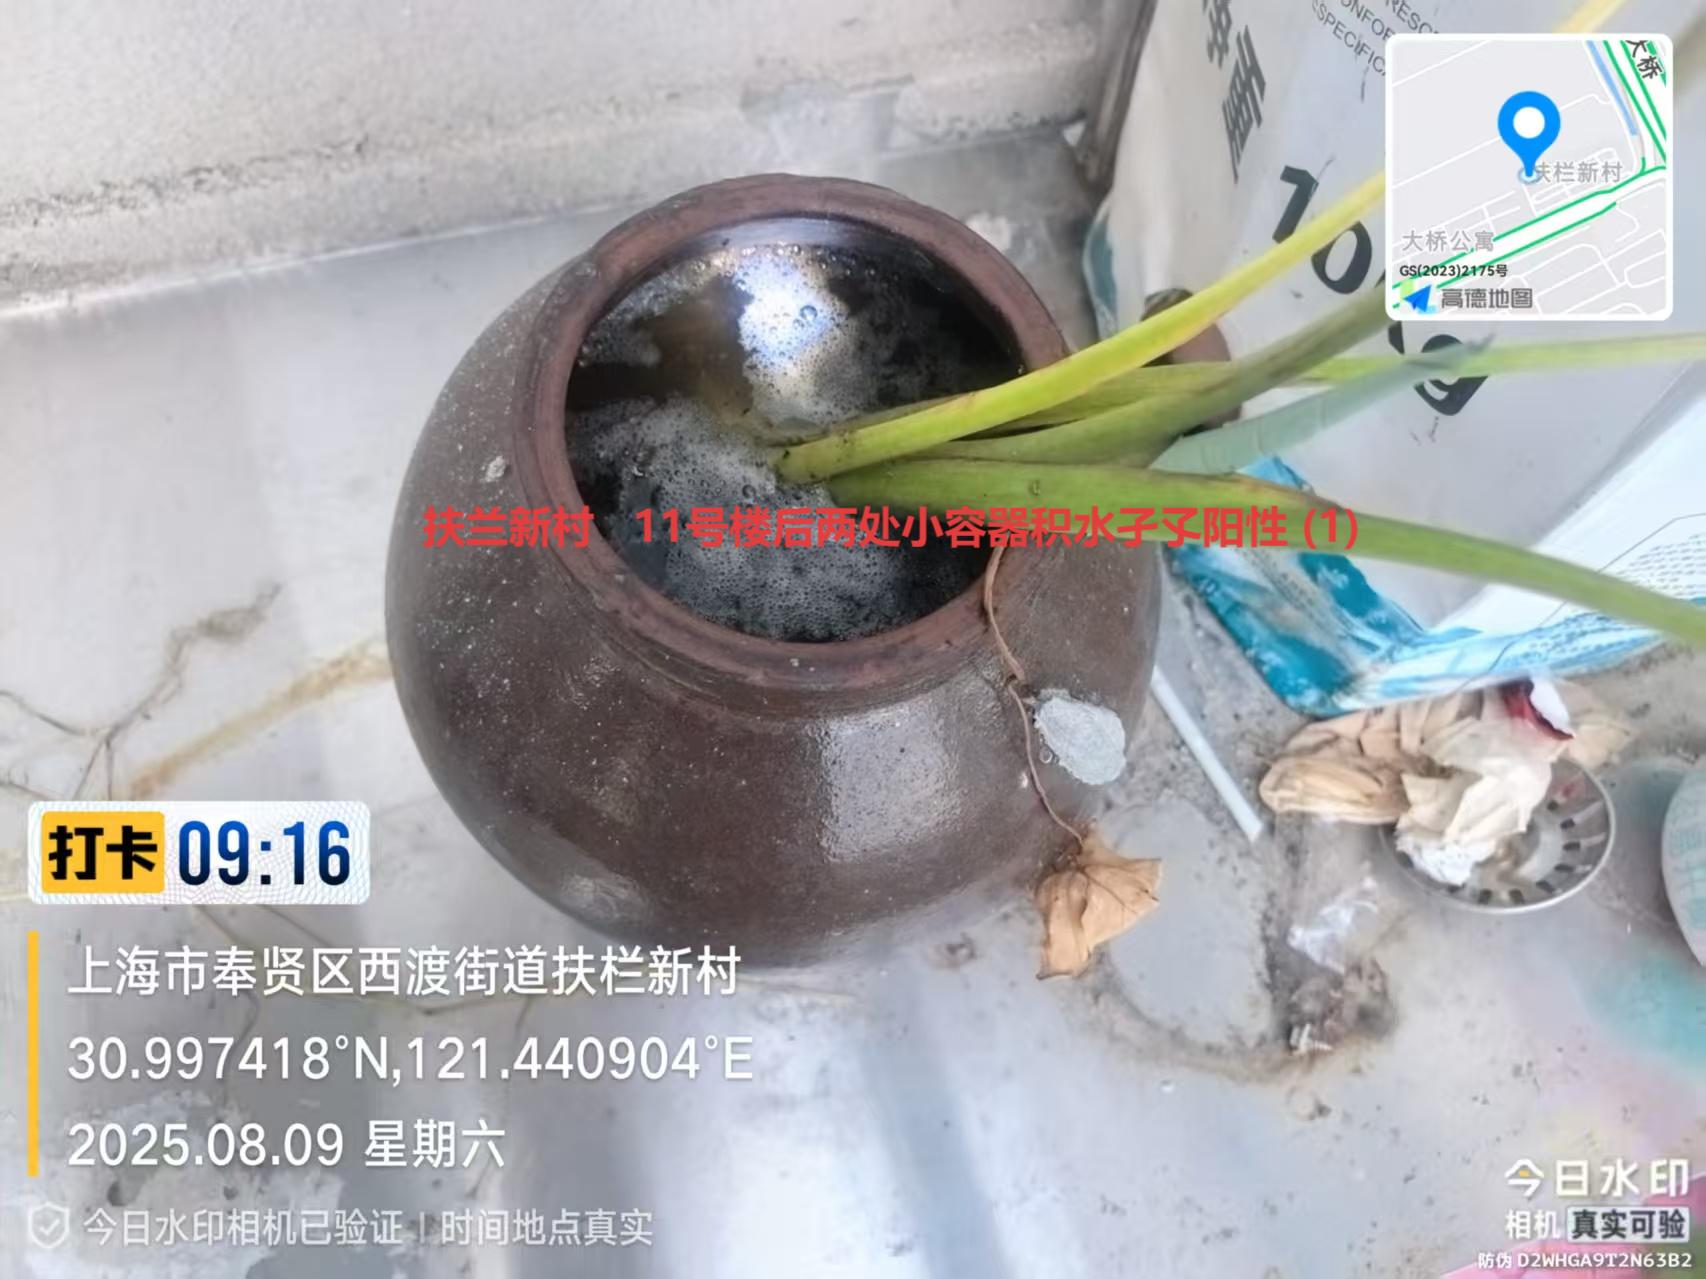 RESC
CONFOR
SPECIFIC
10
kg
大桥
扶栏新村
大桥公寓
GS(2023)2175号
高德地图
扶兰新村 11号楼后两处小容器积水孑孓阳性 (1)
打卡 09:16
上海市奉贤区西渡街道扶栏新村
30.997418°N,121.440904°E
2025.08.09 星期六
今日水印相机已验证 | 时间地点真实
今日水印
相机 真实可验
防伪 D2WHGA9T2N63B2